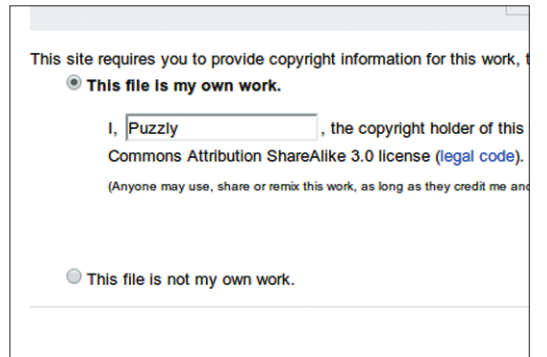 This site requires you to provide copyright information for this work,
This file is my own work.
I, Puzzly , the copyright holder of this
Commons Attribution ShareAlike 3.0 license (legal code).
(Anyone may use, share or remix this work, as long as they credit me and
This file is not my own work.